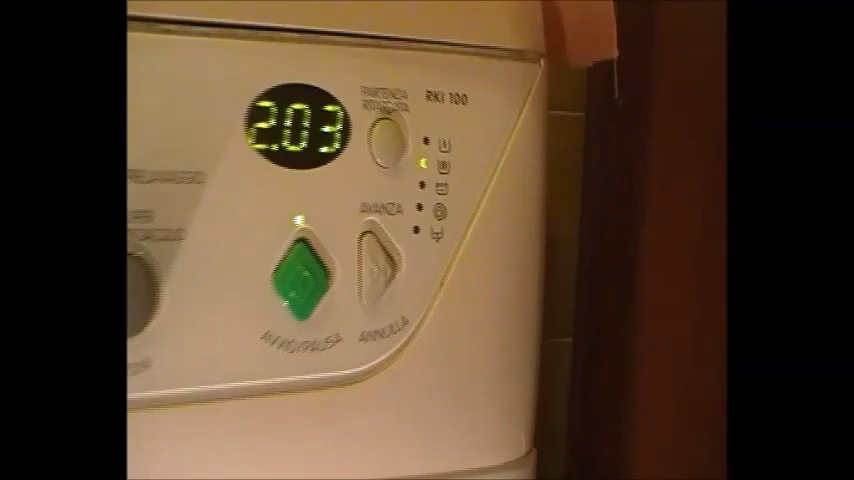 2.03
PARTENZA
RITARDATA
RKI 100
AVANZA
AVVIO/PAUSA
ANNULLA